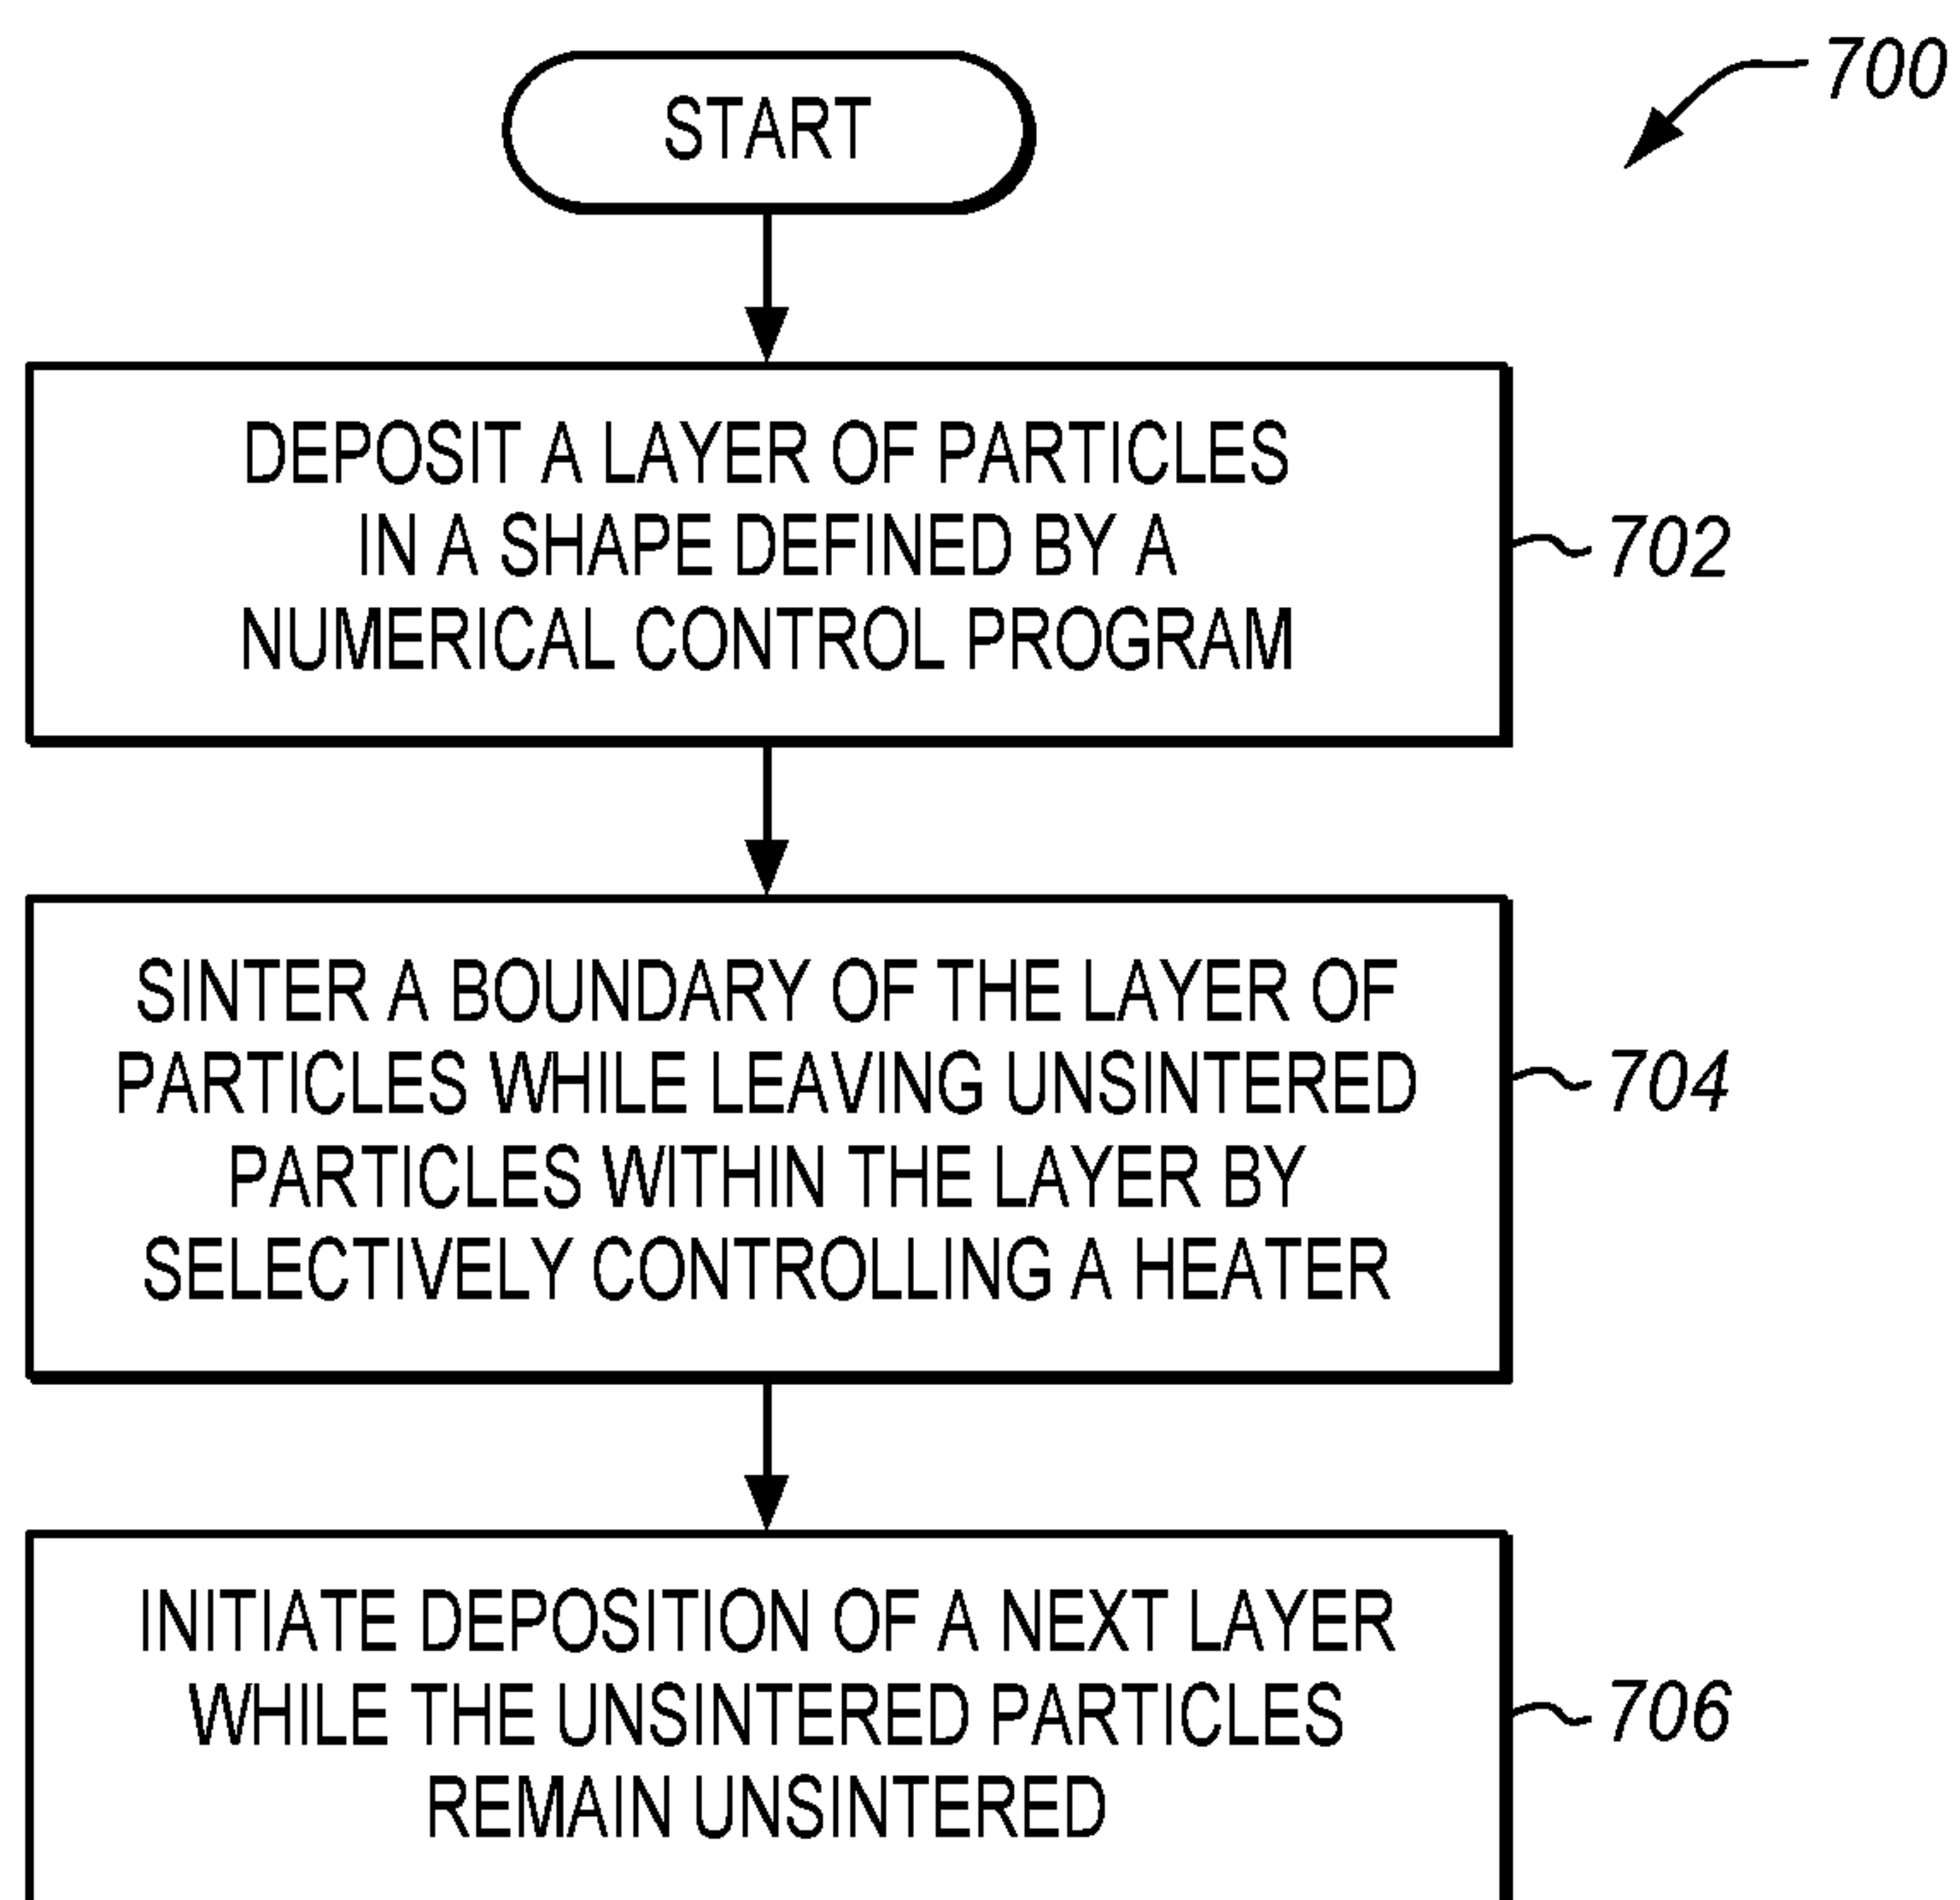 700
START
DEPOSIT A LAYER OF PARTICLES
IN A SHAPE DEFINED BY A
NUMERICAL CONTROL PROGRAM
702
SINTER A BOUNDARY OF THE LAYER OF
PARTICLES WHILE LEAVING UNSINTERED
PARTICLES WITHIN THE LAYER BY
SELECTIVELY CONTROLLING A HEATER
704
INITIATE DEPOSITION OF A NEXT LAYER
WHILE THE UNSINTERED PARTICLES
REMAIN UNSINTERED
706